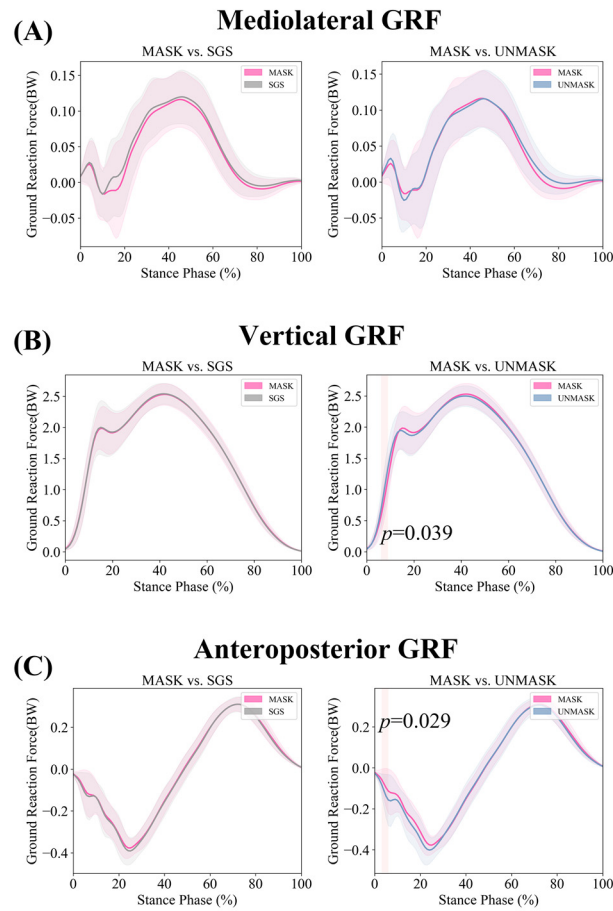 (A)
Mediolateral GRF
MASK vs. SGS
MASK vs. UNMASK
Ground Reaction Force(BW)
0.15
0.10
0.05
0.00
−0.05
MASK
SGS
0 20 40 60 80 100
Stance Phase (%)
Ground Reaction Force(BW)
0.15
0.10
0.05
0.00
−0.05
MASK
UNMASK
0 20 40 60 80 100
Stance Phase (%)
(B)
Vertical GRF
MASK vs. SGS
MASK vs. UNMASK
Ground Reaction Force(BW)
2.5
2.0
1.5
1.0
0.5
0.0
MASK
SGS
0 20 40 60 80 100
Stance Phase (%)
Ground Reaction Force(BW)
2.5
2.0
1.5
1.0
0.5
0.0
MASK
UNMASK
p=0.039
0 20 40 60 80 100
Stance Phase (%)
(C)
Anteroposterior GRF
MASK vs. SGS
MASK vs. UNMASK
Ground Reaction Force(BW)
0.2
0.0
−0.2
−0.4
MASK
SGS
0 20 40 60 80 100
Stance Phase (%)
Ground Reaction Force(BW)
0.2
0.0
−0.2
−0.4
MASK
UNMASK
p=0.029
0 20 40 60 80 100
Stance Phase (%)